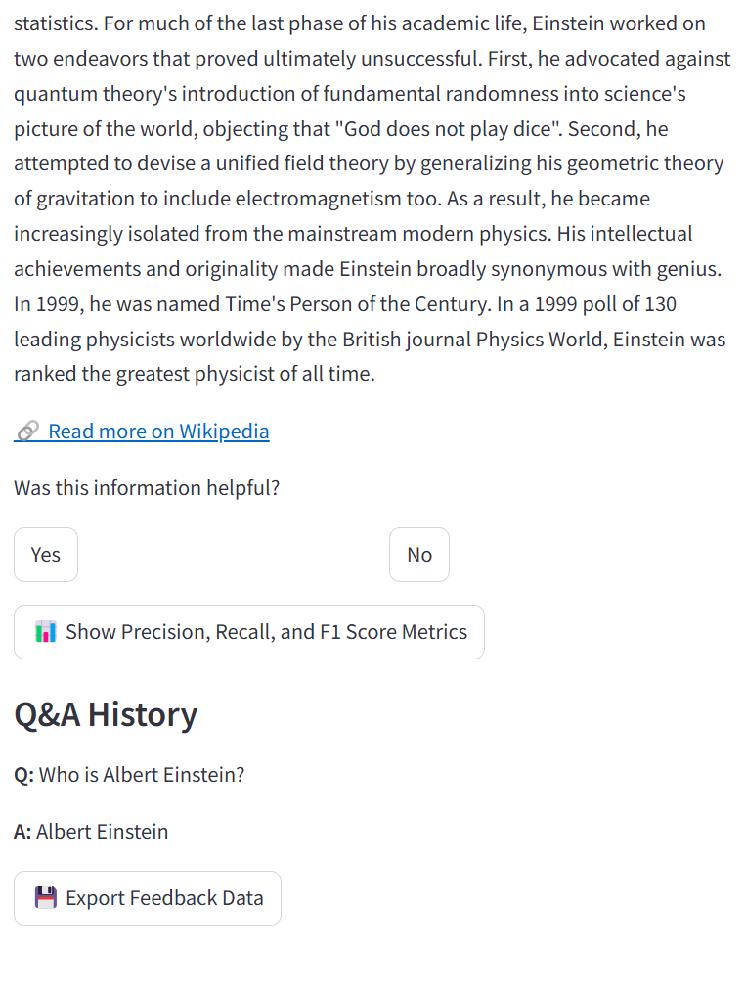 statistics. For much of the last phase of his academic life, Einstein worked on
two endeavors that proved ultimately unsuccessful. First, he advocated against
quantum theory's introduction of fundamental randomness into science's
picture of the world, objecting that "God does not play dice". Second, he
attempted to devise a unified field theory by generalizing his geometric theory
of gravitation to include electromagnetism too. As a result, he became
increasingly isolated from the mainstream modern physics. His intellectual
achievements and originality made Einstein broadly synonymous with genius.
In 1999, he was named Time's Person of the Century. In a 1999 poll of 130
leading physicists worldwide by the British journal Physics World, Einstein was
ranked the greatest physicist of all time.
Read more on Wikipedia
Was this information helpful?
Yes No
Show Precision, Recall, and F1 Score Metrics
Q&A History
Q: Who is Albert Einstein?
A: Albert Einstein
Export Feedback Data